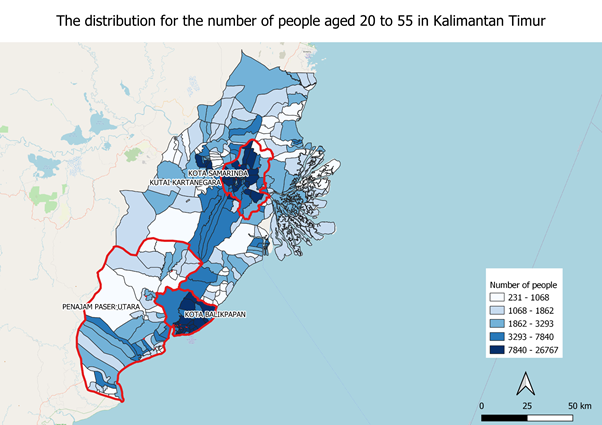 The distribution for the number of people aged 20 to 55 in Kalimantan Timur
KOTA SAMARINDA
KUTAI KARTANEGARA
PENAJAM PASER UTARA
KOTA BALIKPAPAN
Number of people
231 - 1068
1068 - 1862
1862 - 3293
3293 - 7840
7840 - 26767
0 25 50 km